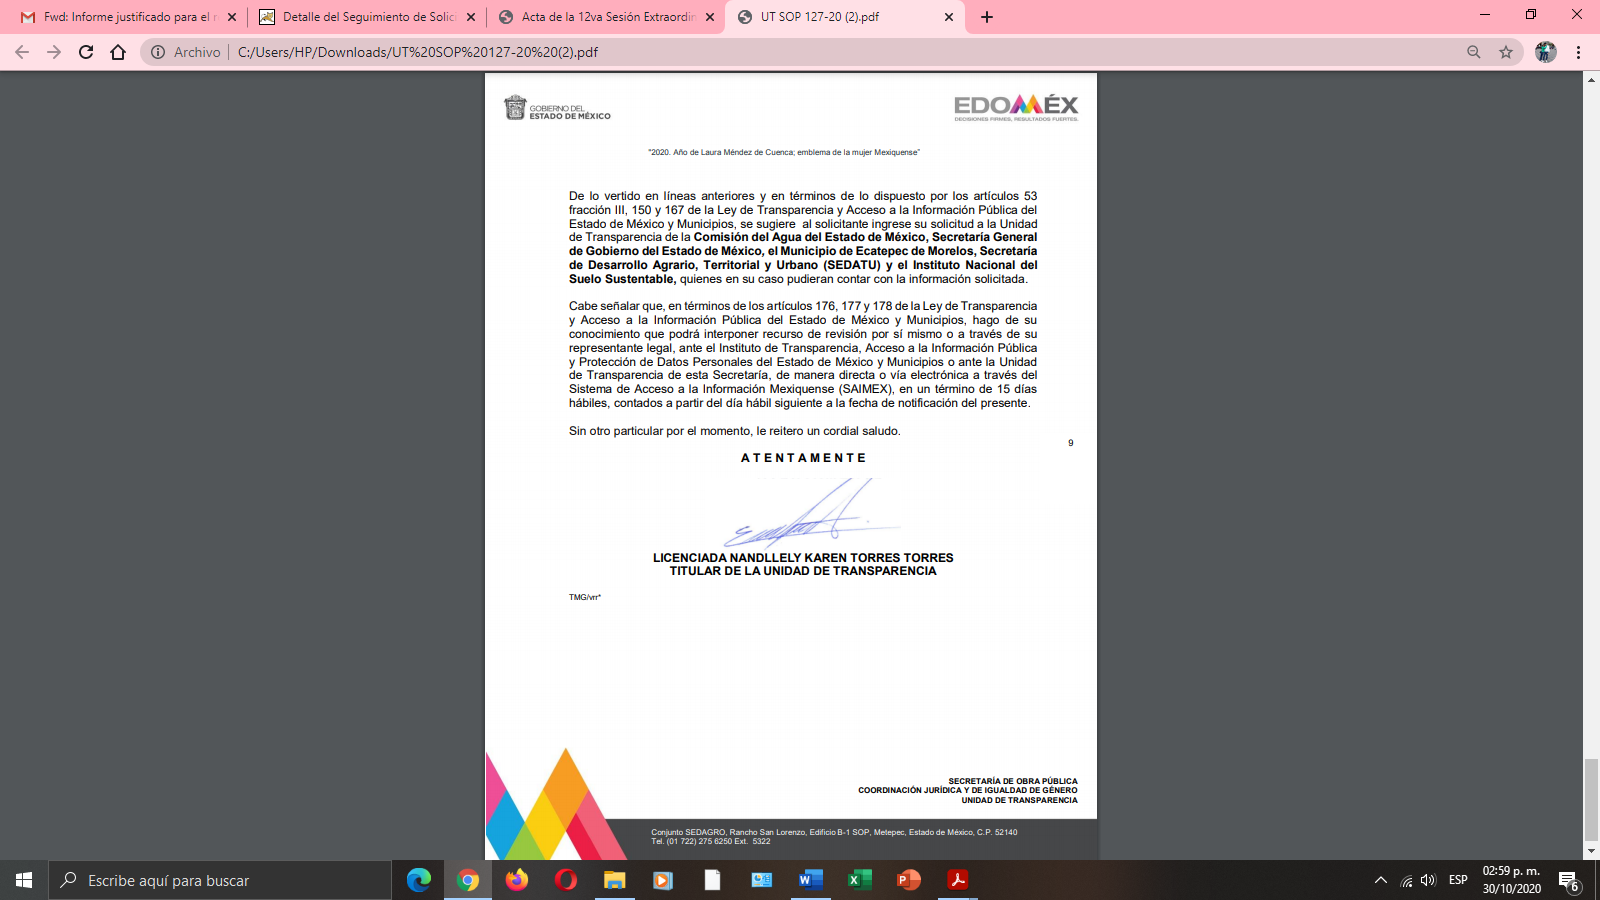 Fwd: Informe justificado para el r
Detalle del Seguimiento de Solici
Acta de la 12va Sesión Extraordin
UT SOP 127-20 (2).pdf
Archivo
C:/Users/HP/Downloads/UT%20SOP%20127-20%20(2).pdf
GOBIERNO DEL
ESTADO DE MÉXICO
EDOMÉX
DECISIONES FIRMES, RESULTADOS FUERTES.
"2020. Año de Laura Méndez de Cuenca; emblema de la mujer Mexiquense"
De lo vertido en líneas anteriores y en términos de lo dispuesto por los artículos 53
fracción III, 150 y 167 de la Ley de Transparencia y Acceso a la Información Pública del
Estado de México y Municipios, se sugiere al solicitante ingrese su solicitud a la Unidad
de Transparencia de la Comisión del Agua del Estado de México, Secretaría General
de Gobierno del Estado de México, el Municipio de Ecatepec de Morelos, Secretaría
de Desarrollo Agrario, Territorial y Urbano (SEDATU) y el Instituto Nacional del
Suelo Sustentable, quienes en su caso pudieran contar con la información solicitada.
Cabe señalar que, en términos de los artículos 176, 177 y 178 de la Ley de Transparencia
y Acceso a la Información Pública del Estado de México y Municipios, hago de su
conocimiento que podrá interponer recurso de revisión por sí mismo o a través de su
representante legal, ante el Instituto de Transparencia, Acceso a la Información Pública
y Protección de Datos Personales del Estado de México y Municipios o ante la Unidad
de Transparencia de esta Secretaría, de manera directa o vía electrónica a través del
Sistema de Acceso a la Información Mexiquense (SAIMEX), en un término de 15 días
hábiles, contados a partir del día hábil siguiente a la fecha de notificación del presente.
Sin otro particular por el momento, le reitero un cordial saludo.
9
A T E N T A M E N T E
LICENCIADA NANDLLELY KAREN TORRES TORRES
TITULAR DE LA UNIDAD DE TRANSPARENCIA
TMG/vrr*
SECRETARÍA DE OBRA PÚBLICA
COORDINACIÓN JURÍDICA Y DE IGUALDAD DE GÉNERO
UNIDAD DE TRANSPARENCIA
Conjunto SEDAGRO, Rancho San Lorenzo, Edificio B-1 SOP, Metepec, Estado de México, C.P. 52140
Tel. (01 722) 275 6250 Ext. 5322
Escribe aquí para buscar
ESP
02:59 p. m.
30/10/2020
6